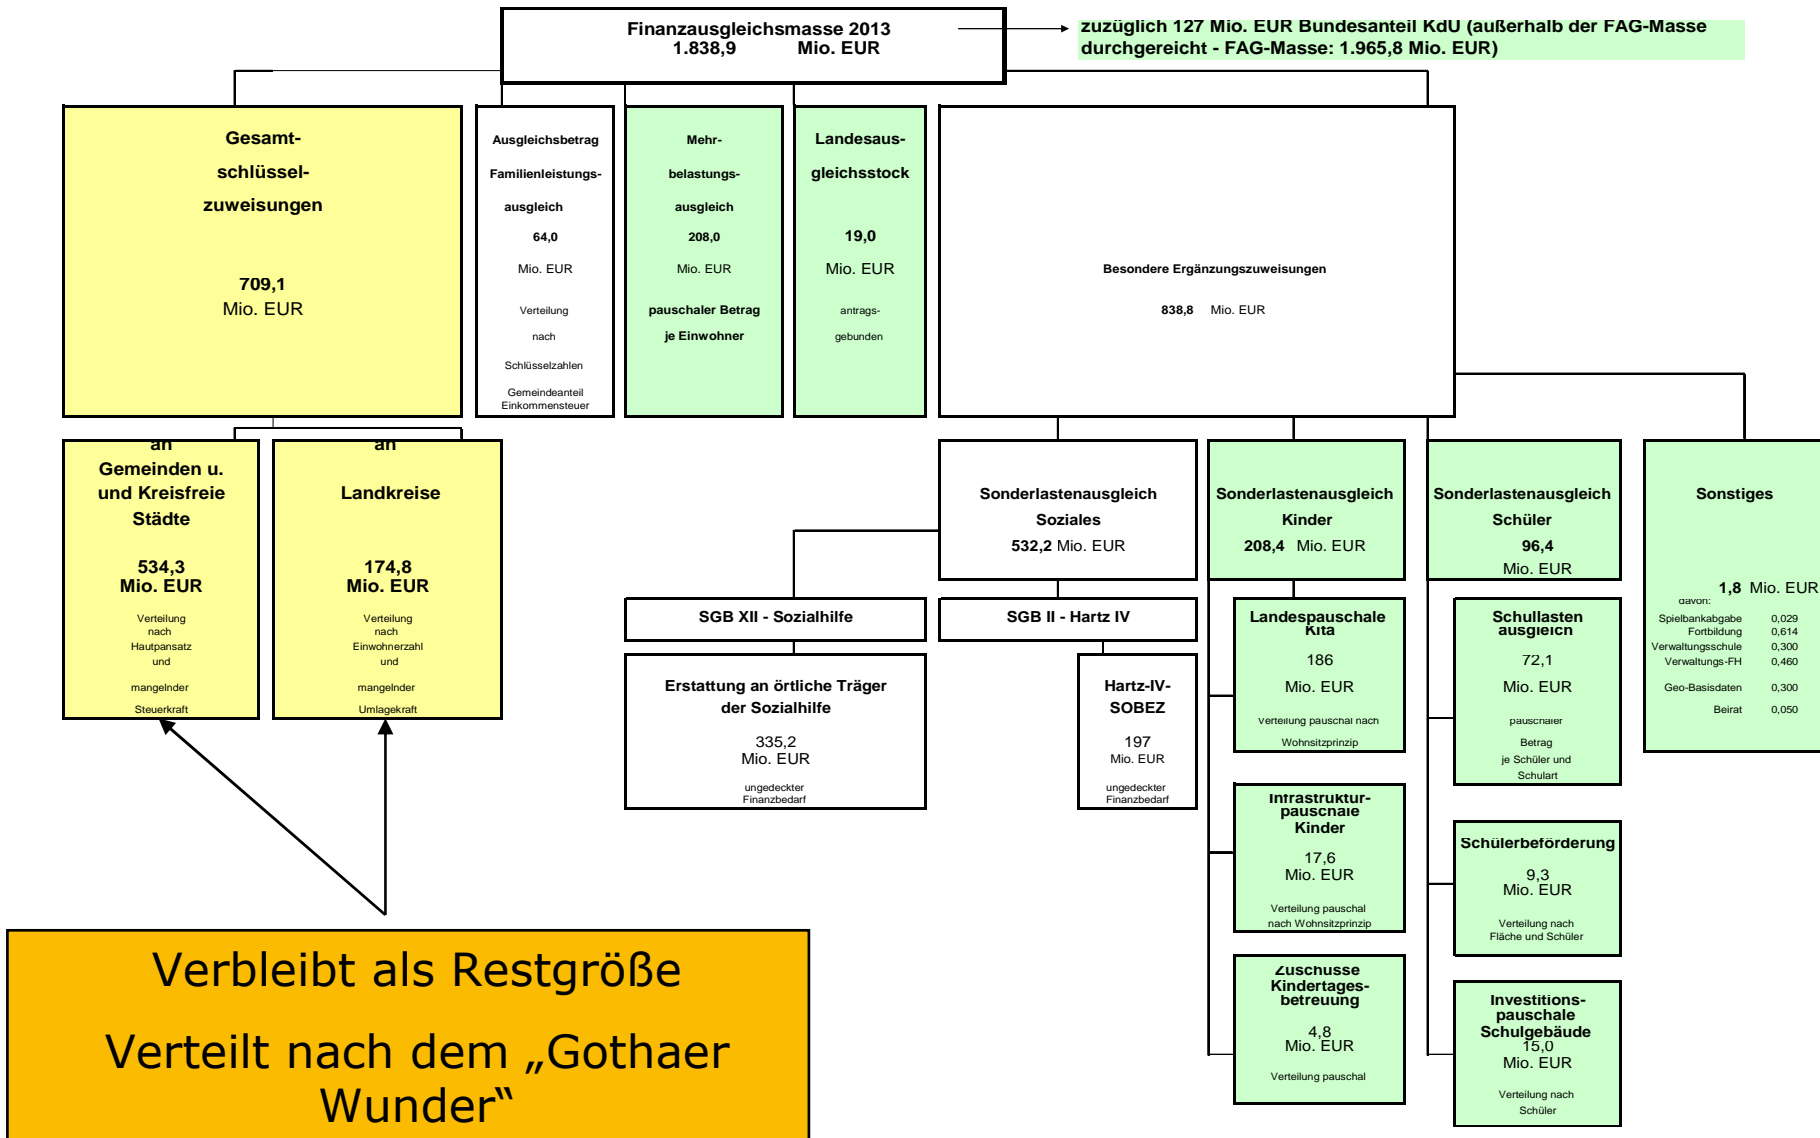 Finanzausgleichsmasse 2013
1.838,9 Mio. EUR
zuzüglich 127 Mio. EUR Bundesanteil KdU (außerhalb der FAG-Masse
durchgereicht - FAG-Masse: 1.965,8 Mio. EUR)
Gesamt-
schlüssel-
zuweisungen
709,1
Mio. EUR
Ausgleichsbetrag
Familienleistungs-
ausgleich
64,0
Mio. EUR
Verteilung
nach
Schlüsselzahlen
Gemeindeanteil
Einkommensteuer
Mehr-
belastungs-
ausgleich
208,0
Mio. EUR
pauschaler Betrag
je Einwohner
Landesaus-
gleichsstock
19,0
Mio. EUR
antrags-
gebunden
Besondere Ergänzungszuweisungen
838,8 Mio. EUR
an
Gemeinden u.
und Kreisfreie
Städte
534,3
Mio. EUR
Verteilung
nach
Hautpansatz
und
mangelnder
Steuerkraft
an
Landkreise
174,8
Mio. EUR
Verteilung
nach
Einwohnerzahl
und
mangelnder
Umlagekraft
Sonderlastenausgleich
Soziales
532,2 Mio. EUR
Sonderlastenausgleich
Kinder
208,4 Mio. EUR
Sonderlastenausgleich
Schüler
96,4
Mio. EUR
Sonstiges
1,8 Mio. EUR
davon:
Spielbankabgabe 0,029
Fortbildung 0,614
Verwaltungsschule 0,300
Verwaltungs-FH 0,460
Geo-Basisdaten 0,300
Beirat 0,050
SGB XII - Sozialhilfe
SGB II - Hartz IV
Erstattung an örtliche Träger
der Sozialhilfe
335,2
Mio. EUR
ungedeckter
Finanzbedarf
Hartz-IV-
SOBEZ
197
Mio. EUR
ungedeckter
Finanzbedarf
Landespauschale
Kita
186
Mio. EUR
Verteilung pauschal nach
Wohnsitzprinzip
Infrastruktur-
pauschale
Kinder
17,6
Mio. EUR
Verteilung pauschal
nach Wohnsitzprinzip
Zuschüsse
Kindertages-
betreuung
4,8
Mio. EUR
Verteilung pauschal
Schullasten
ausgleich
72,1
Mio. EUR
pauschaler
Betrag
je Schüler und
Schulart
Schülerbeförderung
9,3
Mio. EUR
Verteilung nach
Fläche und Schüler
Investitions-
pauschale
Schulgebäude
15,0
Mio. EUR
Verteilung nach
Schüler
Verbleibt als Restgröße
Verteilt nach dem „Gothaer
Wunder“